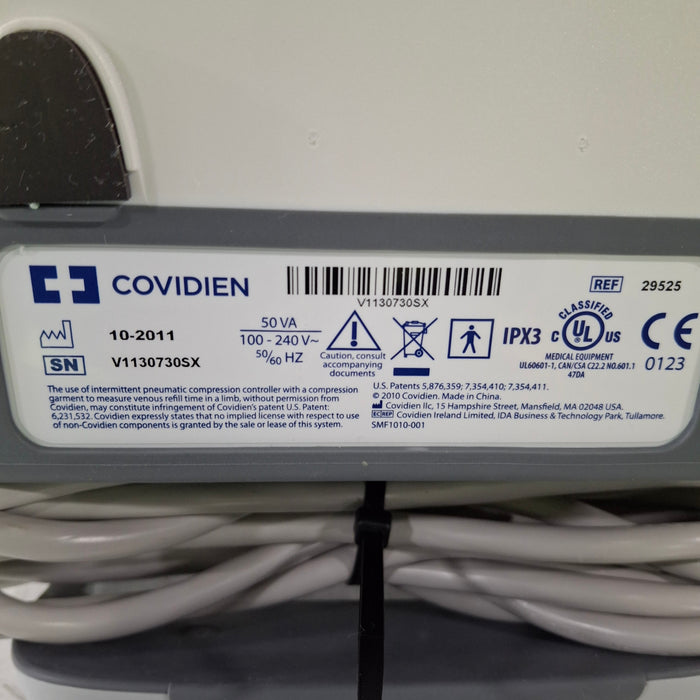 COVIDIEN
V1130730SX
REF 29525
10-2011
SN V1130730SX
50 VA
100 - 240 V~
50/60 HZ
Caution, consult
accompanying
documents
IPX3
CLASSIFIED
C UL US
MEDICAL EQUIPMENT
UL60601-1, CAN/CSA C22.2 NO.601.1
47DA
CE
0123
The use of intermittent pneumatic compression controller with a compression
garment to measure venous refill time in a limb, without permission from
Covidien, may constitute infringement of Covidien's patent U.S. Patent:
6,231,532. Covidien expressly states that no implied license with respect to use
of non-Covidien components is granted by the sale or lease of this system.
U.S. Patents 5,876,359; 7,354,410; 7,354,411.
© 2010 Covidien. Made in China.
Covidien llc, 15 Hampshire Street, Mansfield, MA 02048 USA.
EC REP Covidien Ireland Limited, IDA Business & Technology Park, Tullamore.
SMF1010-001